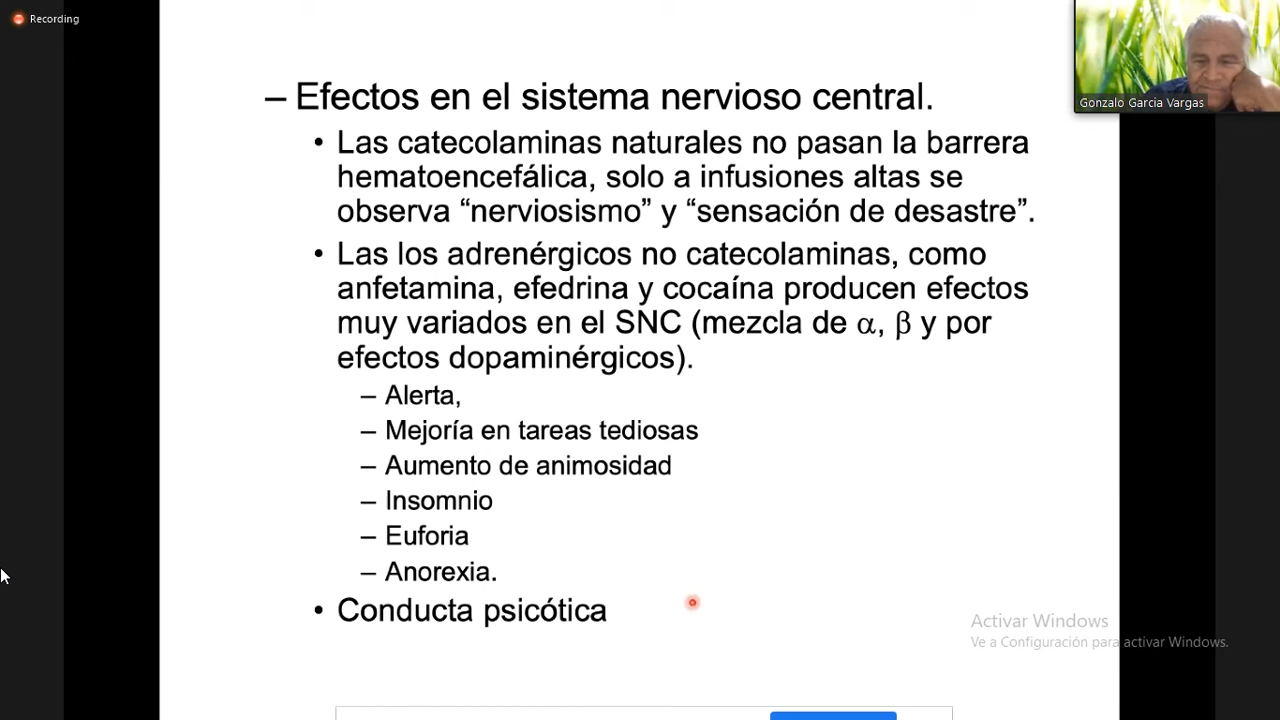 Recording
– Efectos en el sistema nervioso central.
• Las catecolaminas naturales no pasan la barrera
hematoencefálica, solo a infusiones altas se
observa “nerviosismo” y “sensación de desastre”.
• Las los adrenérgicos no catecolaminas, como
anfetamina, efedrina y cocaína producen efectos
muy variados en el SNC (mezcla de α, β y por
efectos dopaminérgicos).
– Alerta,
– Mejoría en tareas tediosas
– Aumento de animosidad
– Insomnio
– Euforia
– Anorexia.
• Conducta psicótica
Gonzalo Garcia Vargas
Activar Windows
Ve a Configuración para activar Windows.